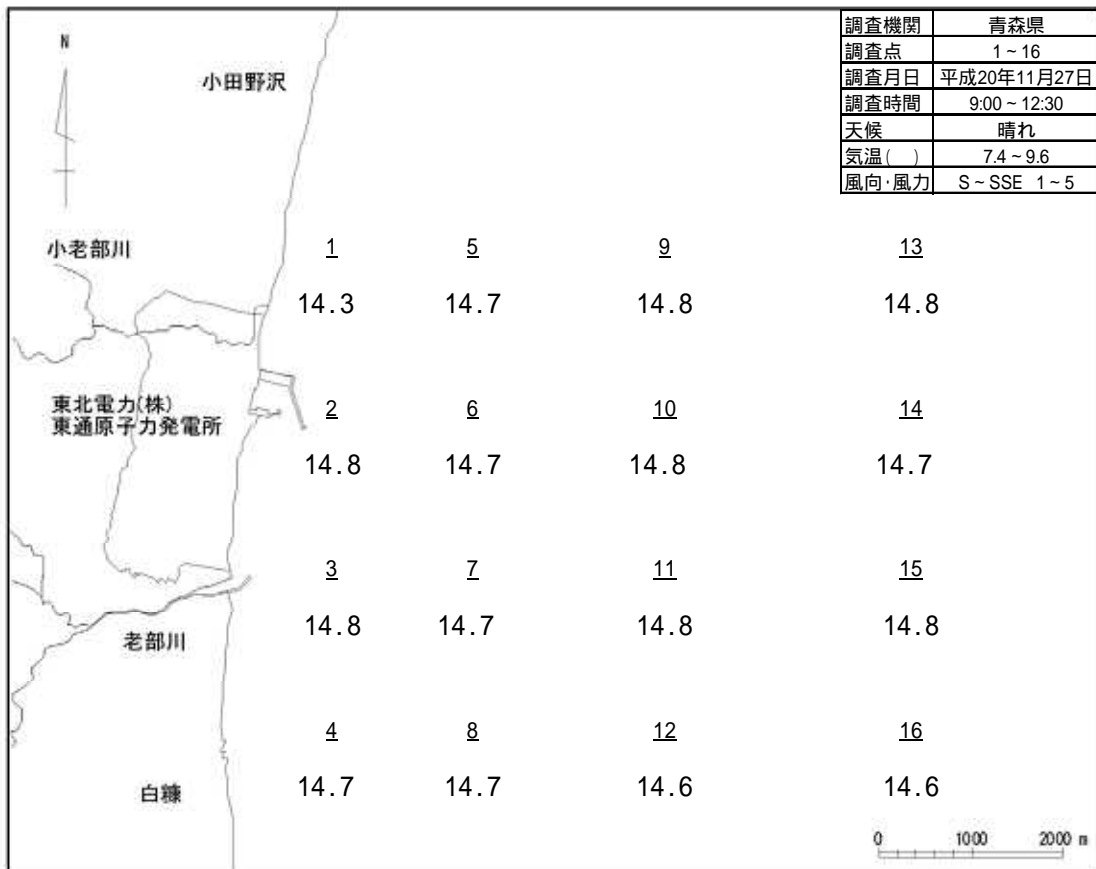 調査機関 青森県
調査点 1~16
調査月日 平成20年11月27日
調査時間 9:00~12:30
天候 晴れ
気温( ) 7.4~9.6
風向・風力 S~SSE 1~5
N
小田野沢
小老部川
1 5 9 13
14.3 14.7 14.8 14.8
東北電力(株)
東通原子力発電所
2 6 10 14
14.8 14.7 14.8 14.7
3 7 11 15
14.8 14.7 14.8 14.8
老部川
4 8 12 16
14.7 14.7 14.6 14.6
白糠
0 1000 2000 m